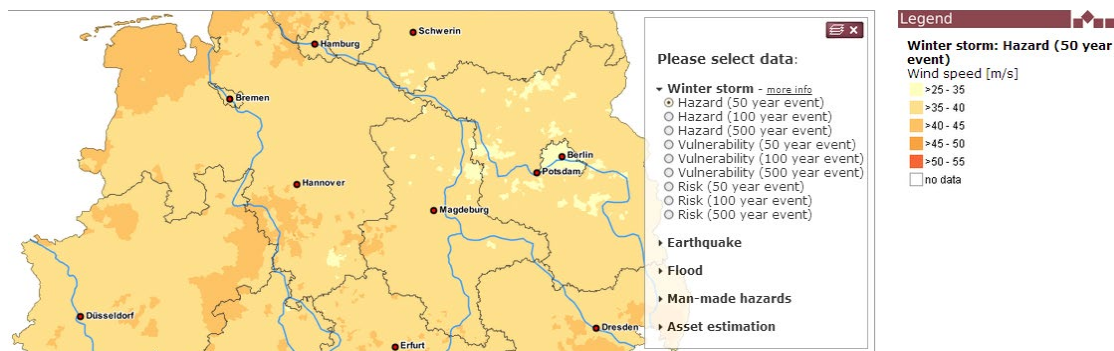 Hamburg
Schwerin
Bremen
Berlin
Potsdam
Hannover
Magdeburg
Düsseldorf
Dresden
Erfurt
Please select data:
Winter storm - more info
Hazard (50 year event)
Hazard (100 year event)
Hazard (500 year event)
Vulnerability (50 year event)
Vulnerability (100 year event)
Vulnerability (500 year event)
Risk (50 year event)
Risk (100 year event)
Risk (500 year event)
Earthquake
Flood
Man-made hazards
Asset estimation
Legend
Winter storm: Hazard (50 year
event)
Wind speed [m/s]
>25 - 35
>35 - 40
>40 - 45
>45 - 50
>50 - 55
no data